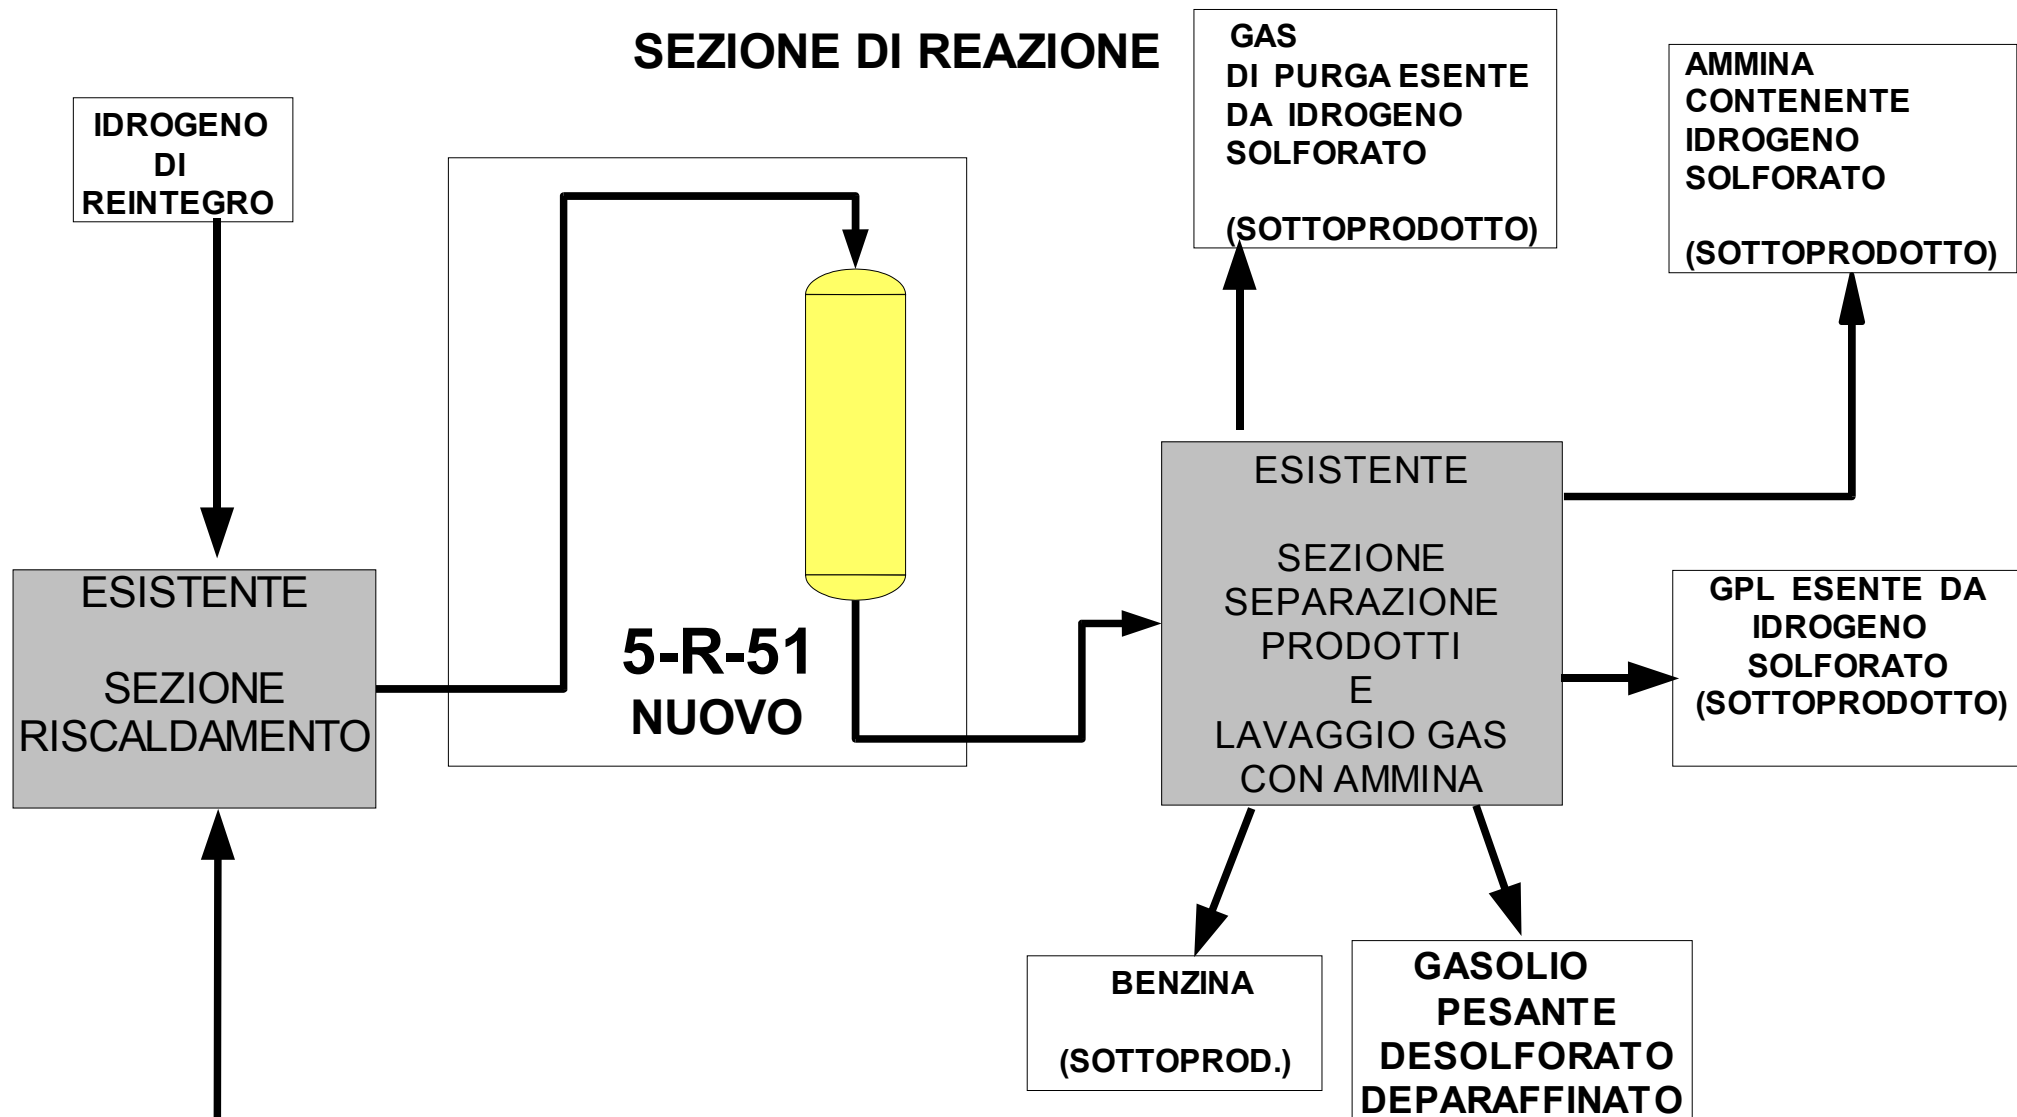 SEZIONE DI REAZIONE
IDROGENO
DI
REINTEGRO
GAS
DI PURGA ESENTE
DA IDROGENO
SOLFORATO
(SOTTOPRODOTTO)
AMMINA
CONTENENTE
IDROGENO
SOLFORATO
(SOTTOPRODOTTO)
ESISTENTE
SEZIONE
RISCALDAMENTO
5-R-51
NUOVO
ESISTENTE
SEZIONE
SEPARAZIONE
PRODOTTI
E
LAVAGGIO GAS
CON AMMINA
GPL ESENTE DA
IDROGENO
SOLFORATO
(SOTTOPRODOTTO)
BENZINA
(SOTTOPROD.)
GASOLIO
PESANTE
DESOLFORATO
DEPARAFFINATO